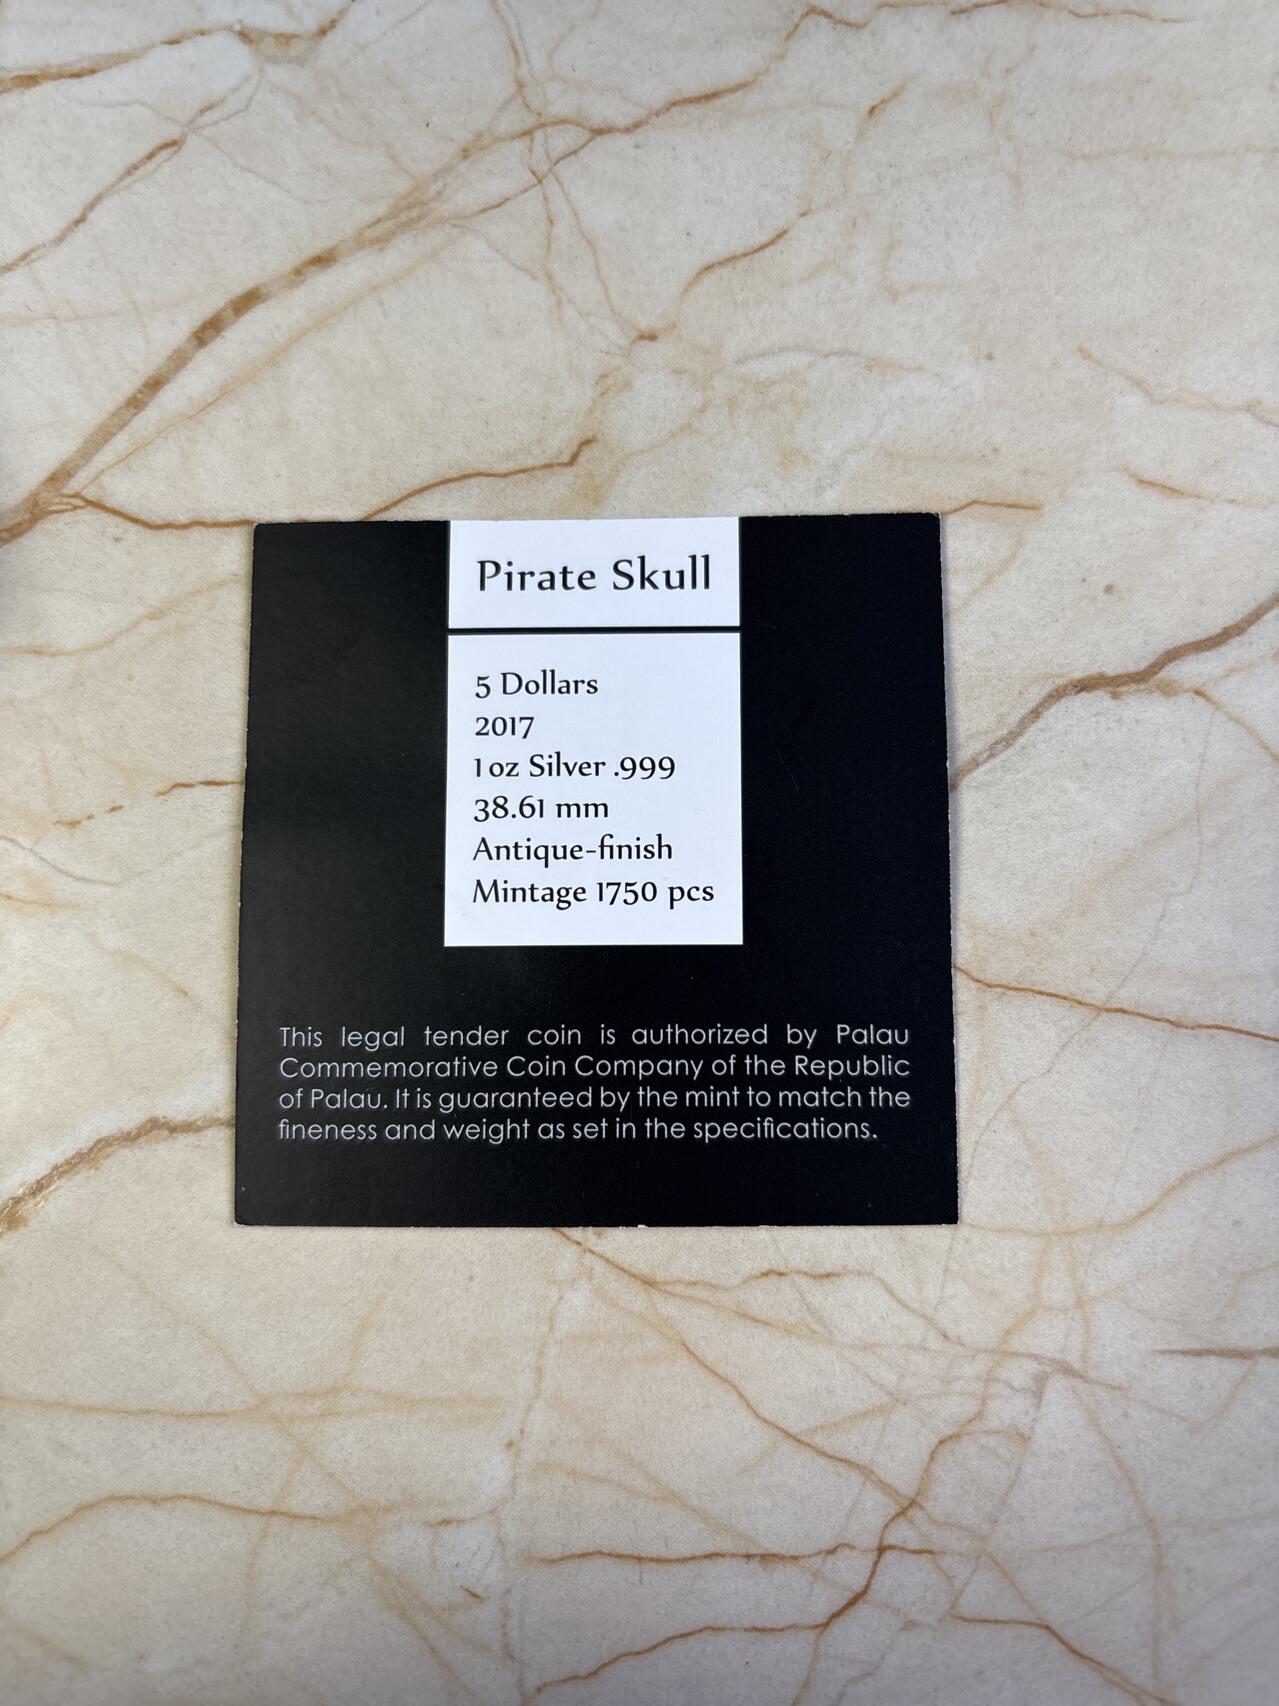 Pirate Skull
5 Dollars
2017
1 oz Silver .999
38.61 mm
Antique-finish
Mintage 1750 pcs
This legal tender coin is authorized by Palau
Commemorative Coin Company of the Republic
of Palau. It is guaranteed by the mint to match the
fineness and weight as set in the specifications.